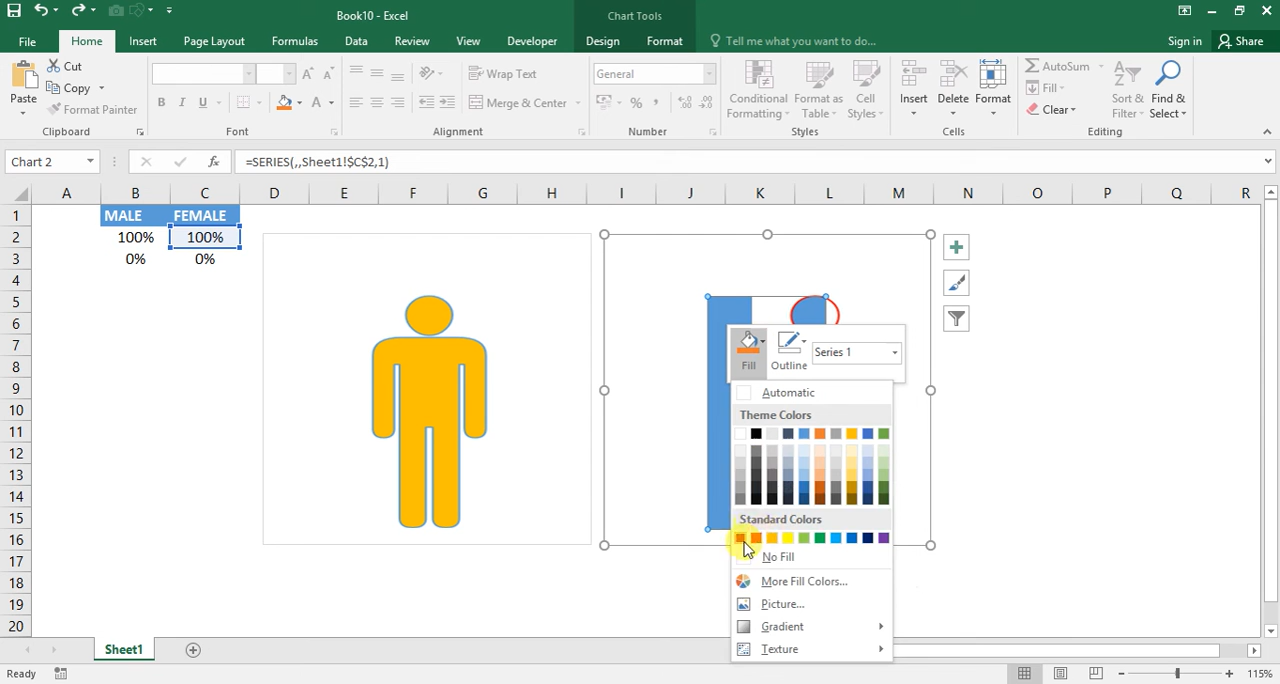 Book10 - Excel
Chart Tools
File Home Insert Page Layout Formulas Data Review View Developer Design Format Tell me what you want to do... Sign in Share
Paste
Cut
Copy
Format Painter
Clipboard
B I U
A
Font
Wrap Text
Merge & Center
Alignment
General
%
Number
Conditional Formatting
Format as Table
Cell Styles
Styles
Insert
Delete
Format
Cells
AutoSum
Fill
Clear
Sort & Filter
Find & Select
Editing
Chart 2
fx
=SERIES(,,Sheet1!$C$2,1)
A B C D E F G H I J K L M N O P Q R
1 MALE FEMALE
2 100% 100%
3 0% 0%
4
5
6
7
8
9
10
11
12
13
14
15
16
17
18
19
20
Fill
Outline
Series 1
Automatic
Theme Colors
Standard Colors
No Fill
More Fill Colors...
Picture...
Gradient
Texture
Sheet1
Ready
115%